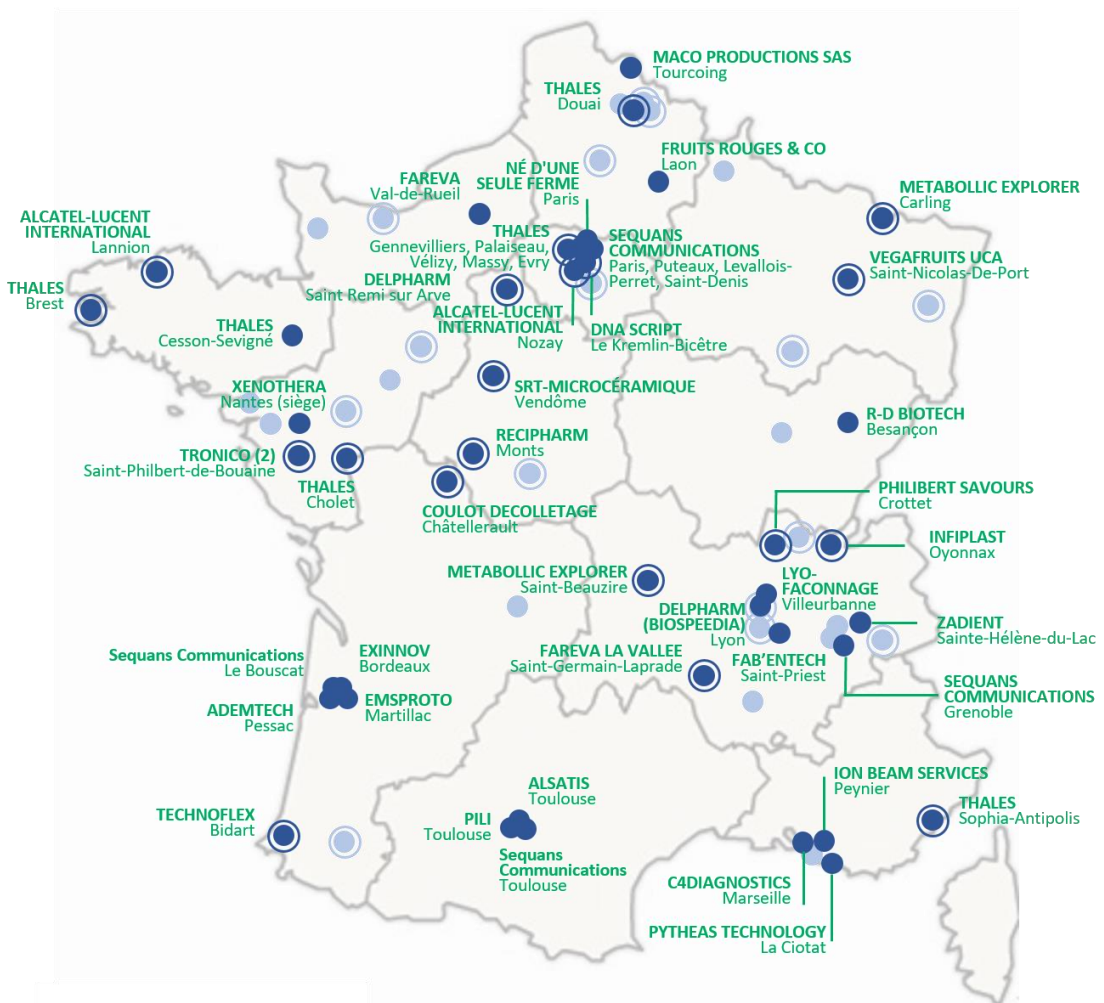 MACO PRODUCTIONS SAS
Tourcoing
THALES
Douai
FRUITS ROUGES & CO
Laon
NÉ D'UNE
SEULE FERME
Paris
FAREVA
Val-de-Rueil
METABOLLIC EXPLORER
Carling
ALCATEL-LUCENT
INTERNATIONAL
Lannion
THALES
Gennevilliers, Palaiseau,
Vélizy, Massy, Evry
SEQUANS
COMMUNICATIONS
Paris, Puteaux, Levallois-
Perret, Saint-Denis
VEGAFRUITS UCA
Saint-Nicolas-De-Port
DELPHARM
Saint Remi sur Arve
THALES
Brest
ALCATEL-LUCENT
INTERNATIONAL
Nozay
DNA SCRIPT
Le Kremlin-Bicêtre
THALES
Cesson-Sevigné
XENOTHERA
Nantes (siège)
SRT-MICROCÉRAMIQUE
Vendôme
R-D BIOTECH
Besançon
TRONICO (2)
Saint-Philbert-de-Bouaine
RECIPHARM
Monts
THALES
Cholet
COULOT DECOLLETAGE
Châtellerault
PHILIBERT SAVOURS
Crottet
INFIPLAST
Oyonnax
METABOLLIC EXPLORER
Saint-Beauzire
LYO-
FACONNAGE
Villeurbanne
DELPHARM
(BIOSPEEDIA)
Lyon
ZADIENT
Sainte-Hélène-du-Lac
FAREVA LA VALLEE
Saint-Germain-Laprade
FAB'ENTECH
Saint-Priest
SEQUANS
COMMUNICATIONS
Grenoble
Sequans Communications
Le Bouscat
EXINNOV
Bordeaux
ADEMTECH
Pessac
EMSPROTO
Martillac
ION BEAM SERVICES
Peynier
THALES
Sophia-Antipolis
TECHNOFLEX
Bidart
ALSATIS
Toulouse
PILI
Toulouse
Sequans
Communications
Toulouse
C4DIAGNOSTICS
Marseille
PYTHEAS TECHNOLOGY
La Ciotat